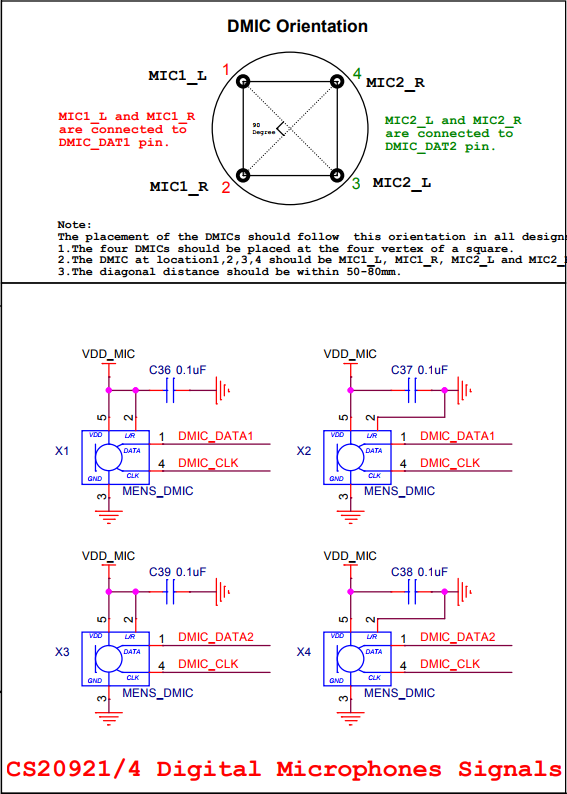 DMIC Orientation
1
4
MIC1_L
MIC2_R
MIC1_L and MIC1_R
are connected to
DMIC_DAT1 pin.
90
Degree
MIC2_L and MIC2_R
are connected to
DMIC_DAT2 pin.
MIC1_R
2
3
MIC2_L
Note:
The placement of the DMICs should follow this orientation in all designs
1.The four DMICs should be placed at the four vertex of a square.
2.The DMIC at location1,2,3,4 should be MIC1_L, MIC1_R, MIC2_L and MIC2_
3.The diagonal distance should be within 50-80mm.
VDD_MIC
C36 0.1uF
5
2
X1
VDD
L/R
DATA
CLK
GND
1
DMIC_DATA1
4
DMIC_CLK
3
MENS_DMIC
VDD_MIC
C37 0.1uF
5
2
X2
VDD
L/R
DATA
CLK
GND
1
DMIC_DATA1
4
DMIC_CLK
3
MENS_DMIC
VDD_MIC
C39 0.1uF
5
2
X3
VDD
L/R
DATA
CLK
GND
1
DMIC_DATA2
4
DMIC_CLK
3
MENS_DMIC
VDD_MIC
C38 0.1uF
5
2
X4
VDD
L/R
DATA
CLK
GND
1
DMIC_DATA2
4
DMIC_CLK
3
MENS_DMIC
CS20921/4 Digital Microphones Signals